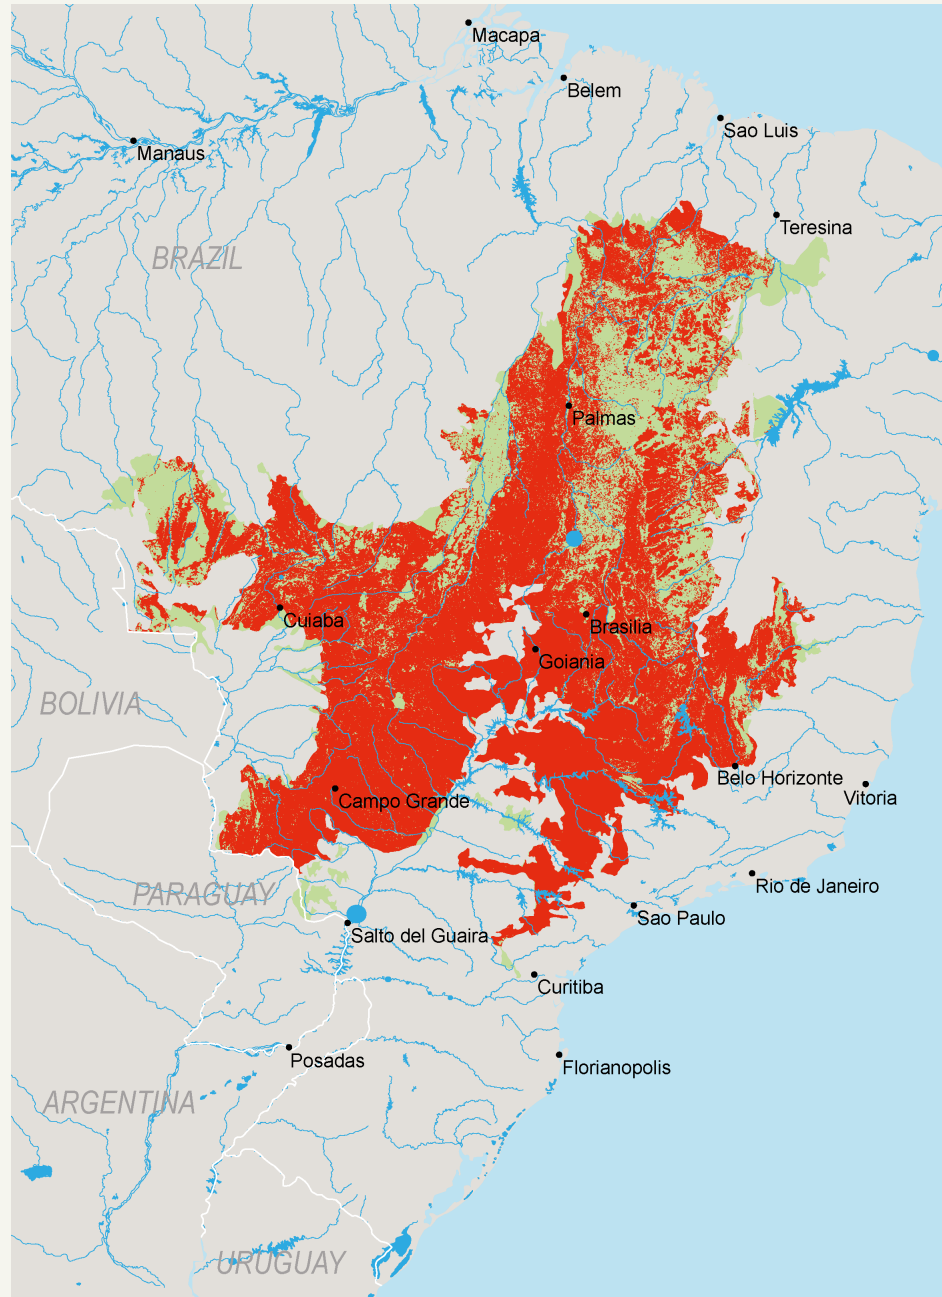 Macapa
Belem
Sao Luis
Manaus
Teresina
BRAZIL
Palmas
Cuiaba
Brasilia
Goiania
BOLIVIA
Belo Horizonte
Campo Grande
Vitoria
PARAGUAY
Rio de Janeiro
Sao Paulo
Salto del Guaira
Curitiba
Posadas
Florianopolis
ARGENTINA
URUGUAY